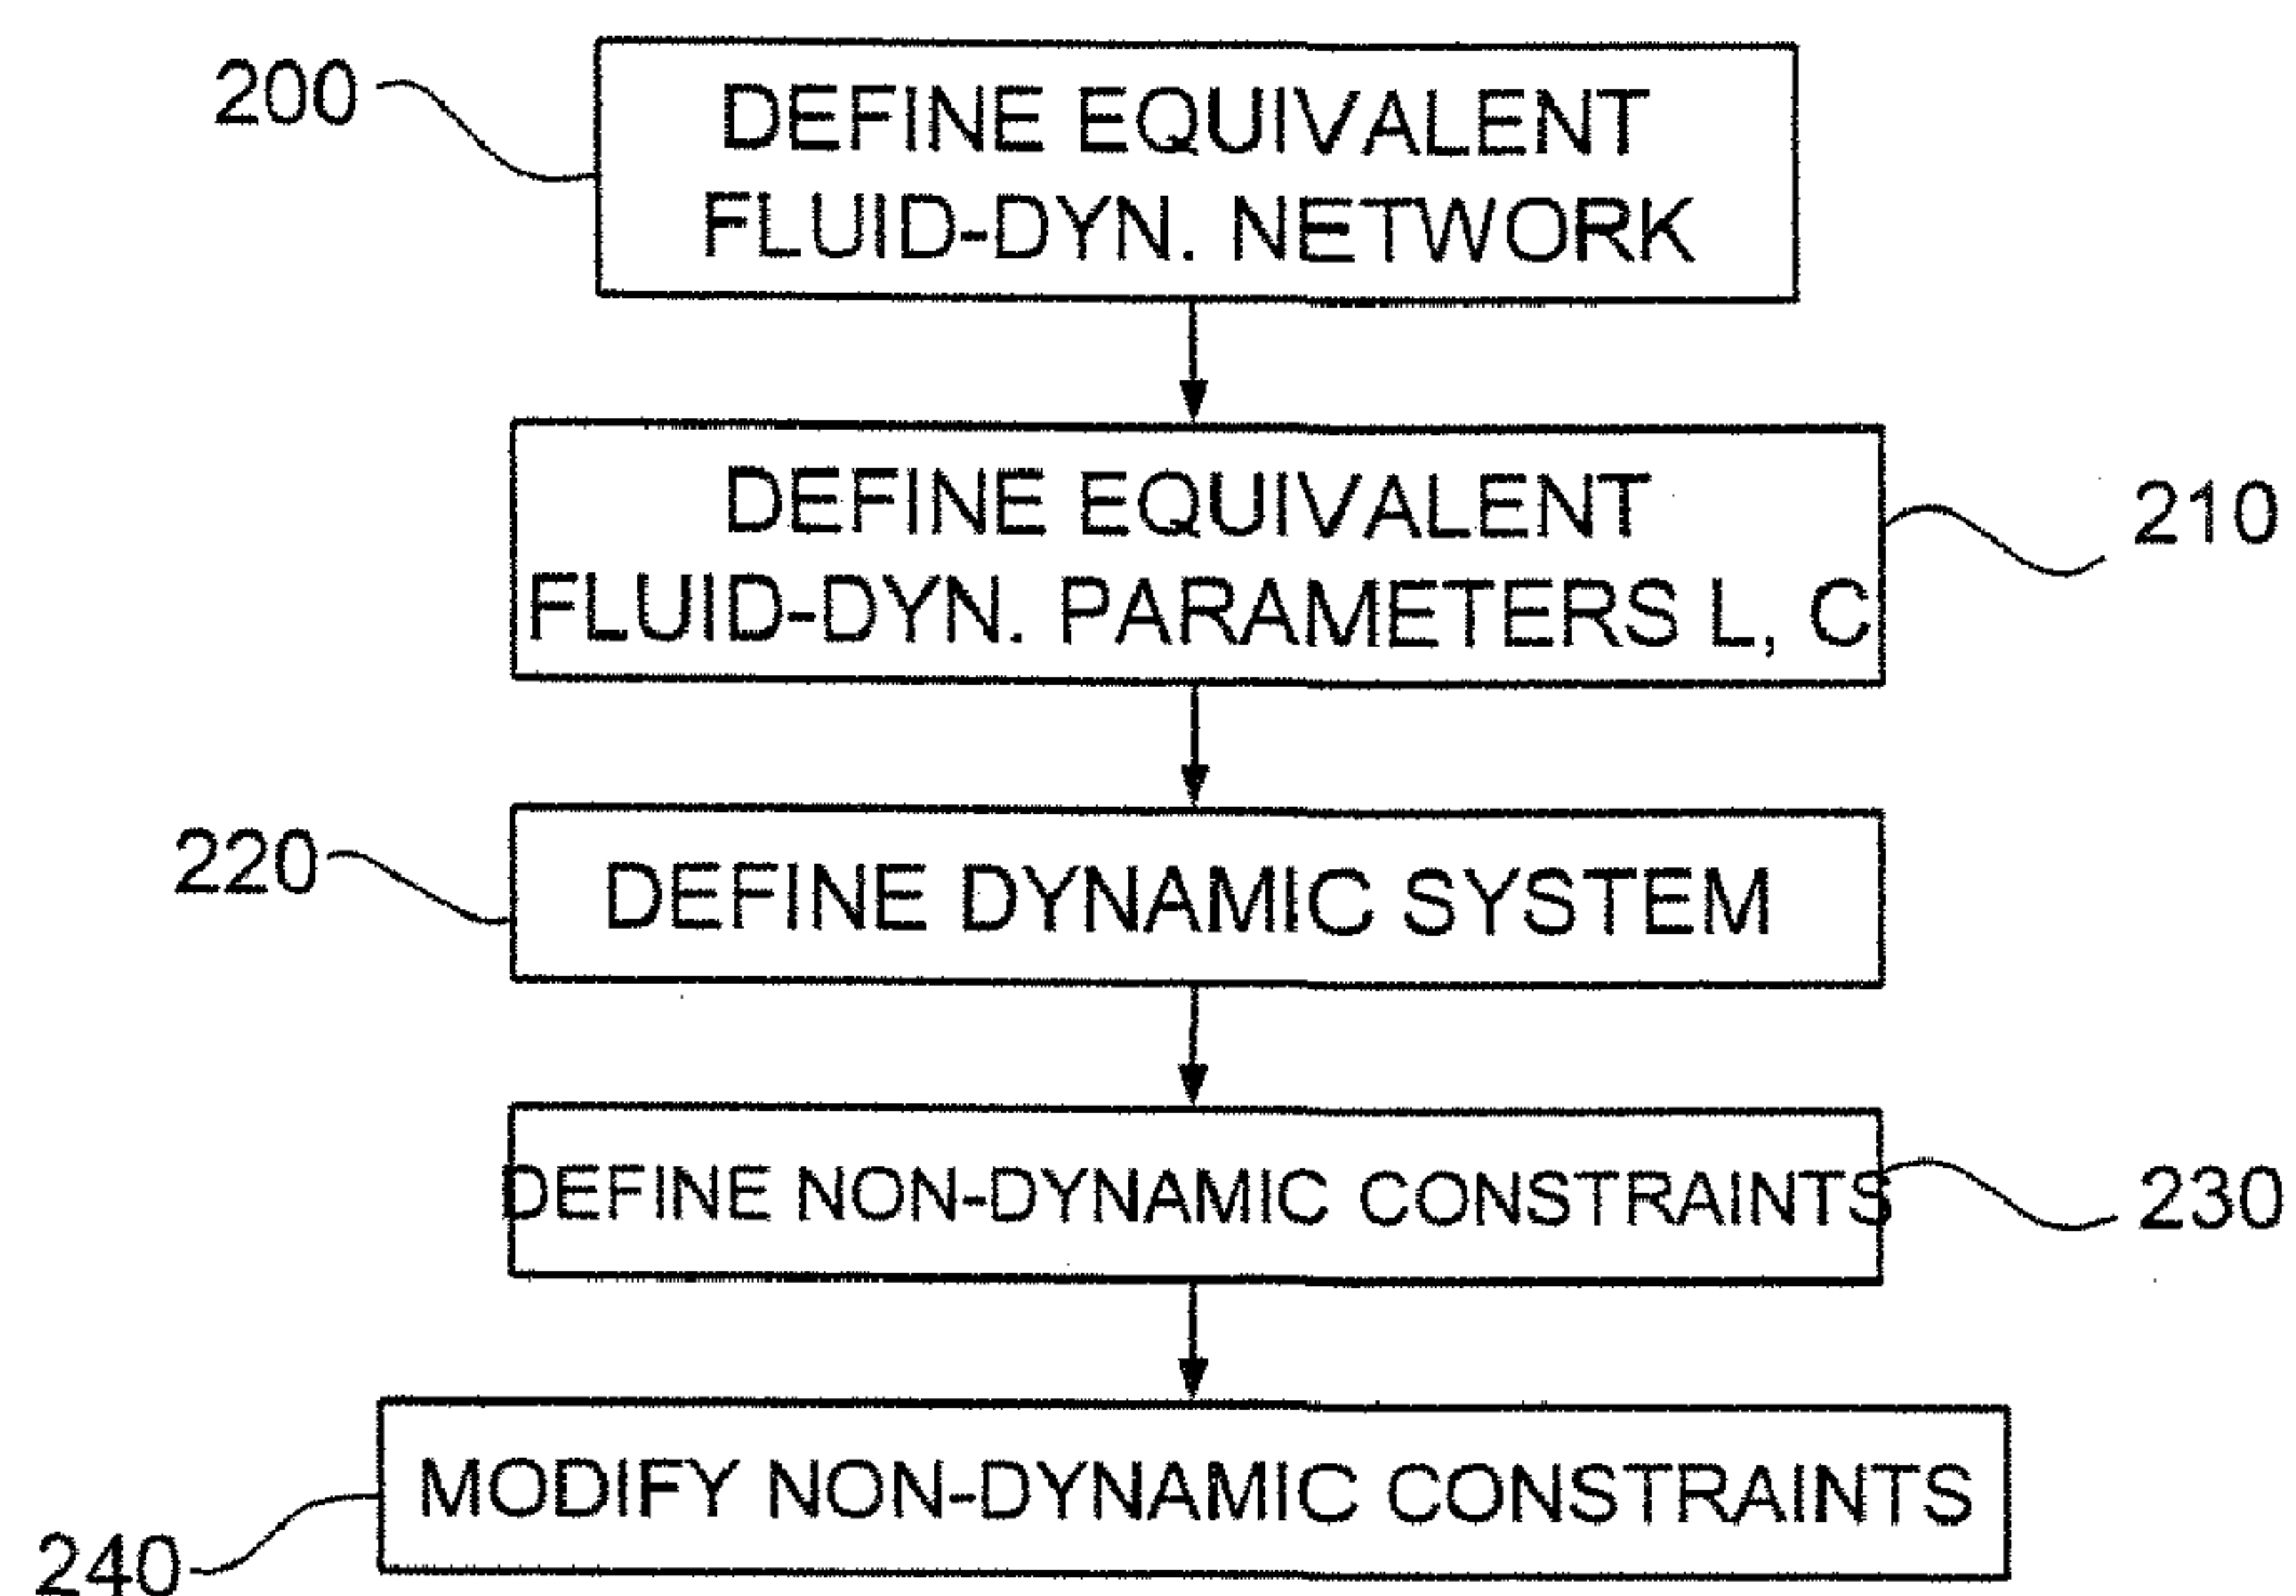 200
DEFINE EQUIVALENT
FLUID-DYN. NETWORK
DEFINE EQUIVALENT
FLUID-DYN. PARAMETERS L, C
210
220
DEFINE DYNAMIC SYSTEM
DEFINE NON-DYNAMIC CONSTRAINTS
230
MODIFY NON-DYNAMIC CONSTRAINTS
240